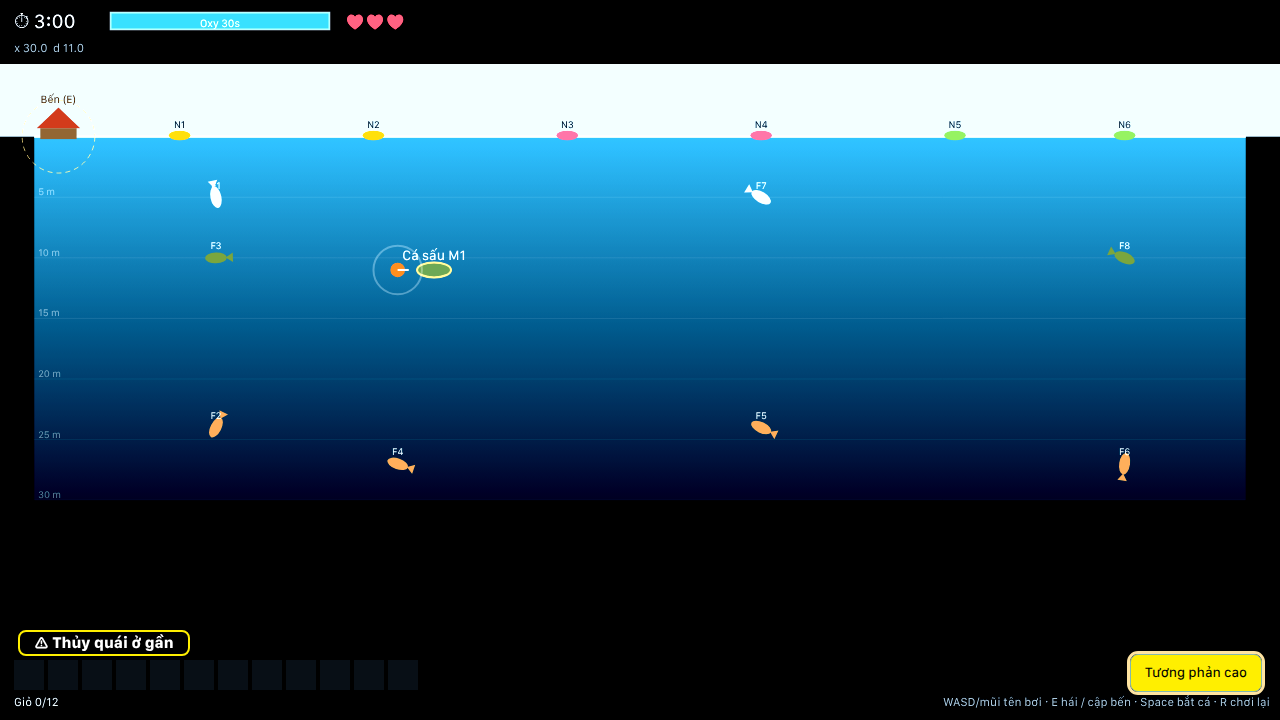 ⏱ 3:00
Oxy 30s
x 30.0 d 11.0
Bến (E)
N1
N2
N3
N4
N5
N6
5 m
F7
F3
F8
10 m
Cá sấu M1
15 m
20 m
F2
F5
25 m
F4
F6
30 m
⚠ Thủy quái ở gần
Tương phản cao
Giỏ 0/12
WASD/mũi tên bơi · E hái / cập bến · Space bắt cá · R chơi lại